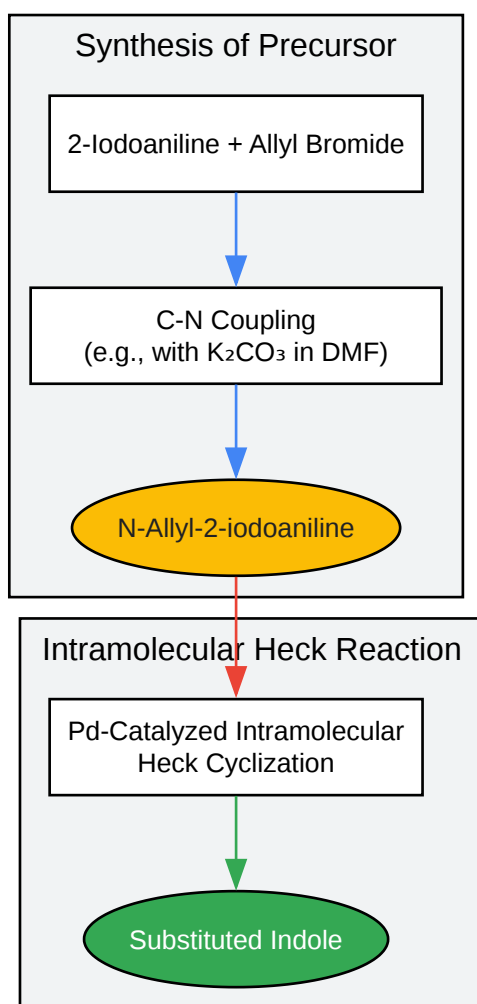 Synthesis of Precursor
2-Iodoaniline + Allyl Bromide
C-N Coupling
(e.g., with K₂CO₃ in DMF)
N-Allyl-2-iodoaniline
Intramolecular Heck Reaction
Pd-Catalyzed Intramolecular
Heck Cyclization
Substituted Indole